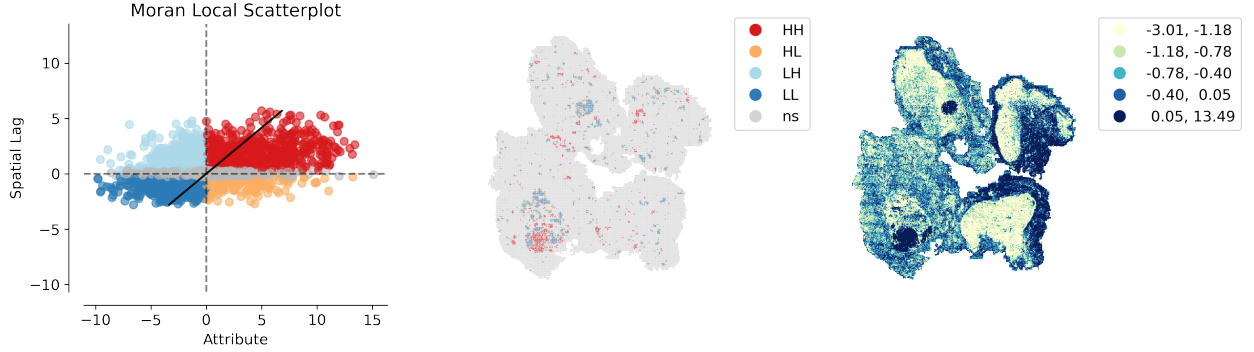 Moran Local Scatterplot
10
5
0
−5
−10
Spatial Lag
−10 −5 0 5 10 15
Attribute
HH
HL
LH
LL
ns
-3.01, -1.18
-1.18, -0.78
-0.78, -0.40
-0.40, 0.05
0.05, 13.49